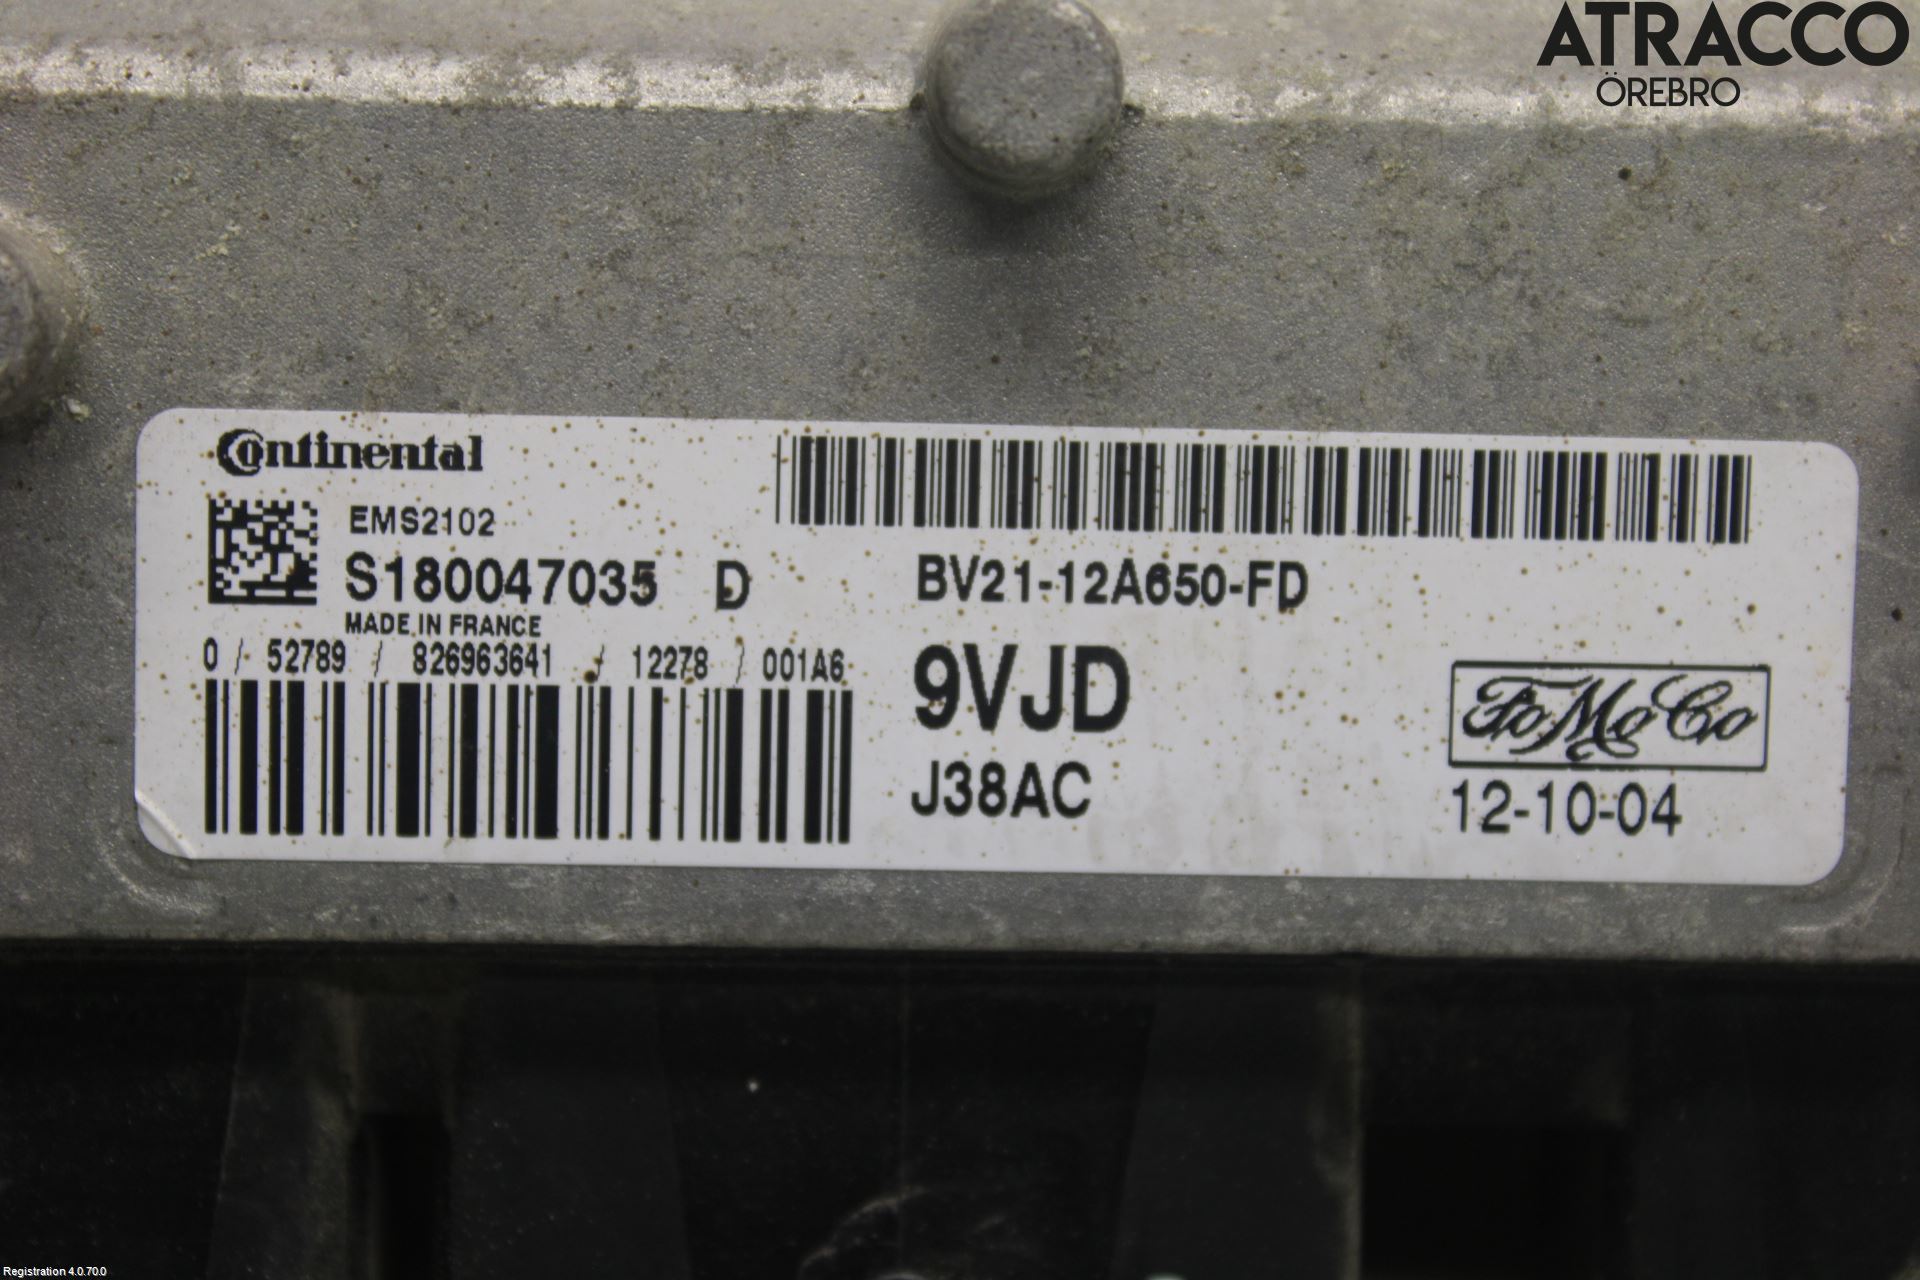 ATRACCO
ÖREBRO
Continental
EMS2102
S180047035 D
MADE IN FRANCE
0 / 52789 / 826963641 / 12278 / 001A6
BV21-12A650-FD
9VJD
J38AC
FoMoCo
12-10-04
Registration 4.0.70.0